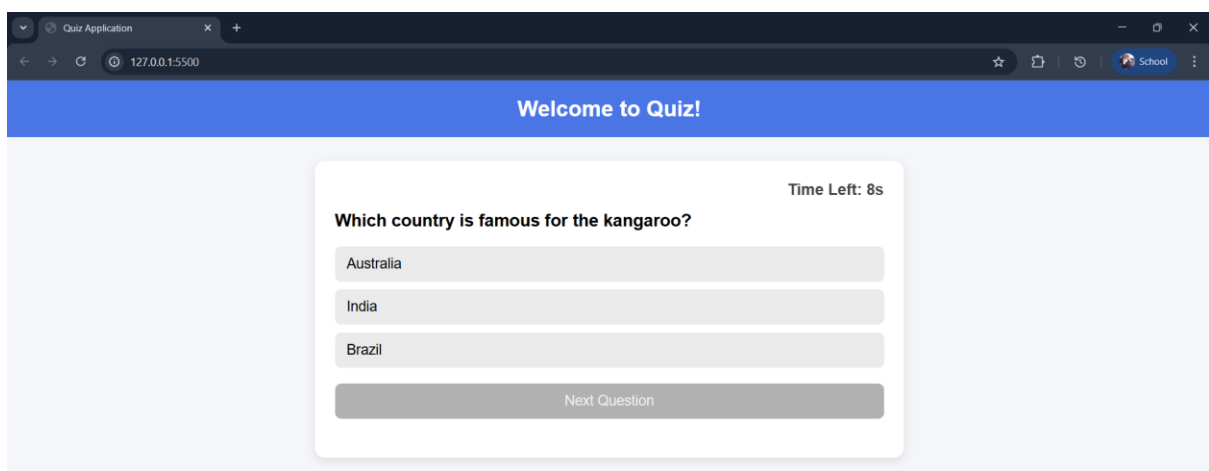 Quiz Application
127.0.0.1:5500
School
Welcome to Quiz!
Time Left: 8s
Which country is famous for the kangaroo?
Australia
India
Brazil
Next Question